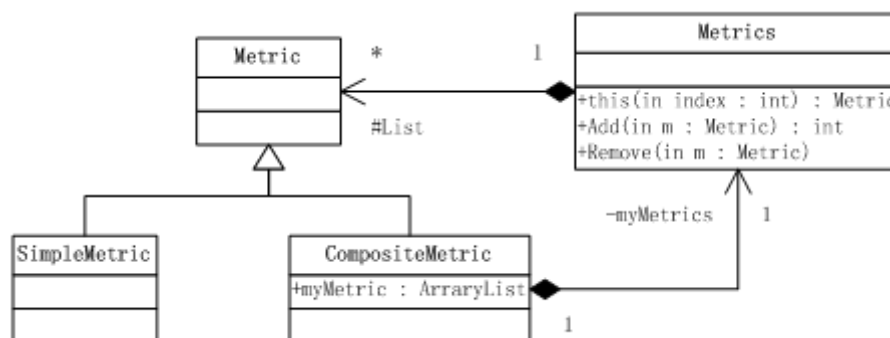 Metrics
Metric
*
1
+this(in index : int) : Metric
#List
+Add(in m : Metric) : int
+Remove(in m : Metric)
-myMetrics
1
SimpleMetric
CompositeMetric
+myMetric : ArraryList
1